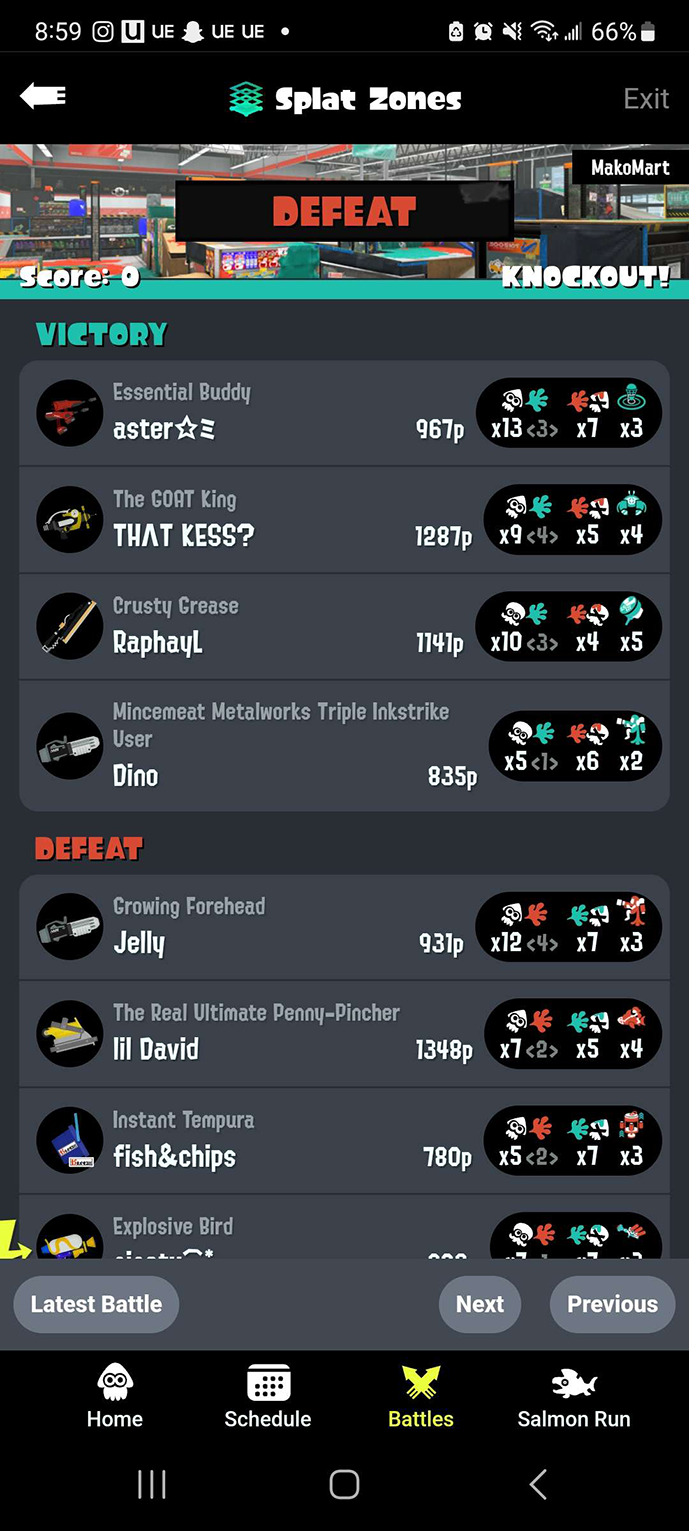 8:59 UE UE UE 66%
Splat Zones Exit
MakoMart
DEFEAT
Score: 0 KNOCKOUT!
VICTORY
Essential Buddy
aster☆ミ 967p x13 <3> x7 x3
The GOAT King
THAT KESS? 1287p x9 <4> x5 x4
Crusty Grease
RaphayL 1141p x10 <3> x4 x5
Mincemeat Metalworks Triple Inkstrike
User
Dino 835p x5 <1> x6 x2
DEFEAT
Growing Forehead
Jelly 931p x12 <4> x7 x3
The Real Ultimate Penny-Pincher
lil David 1348p x7 <2> x5 x4
Instant Tempura
fish&chips 780p x5 <2> x7 x3
Explosive Bird
Latest Battle Next Previous
Home Schedule Battles Salmon Run